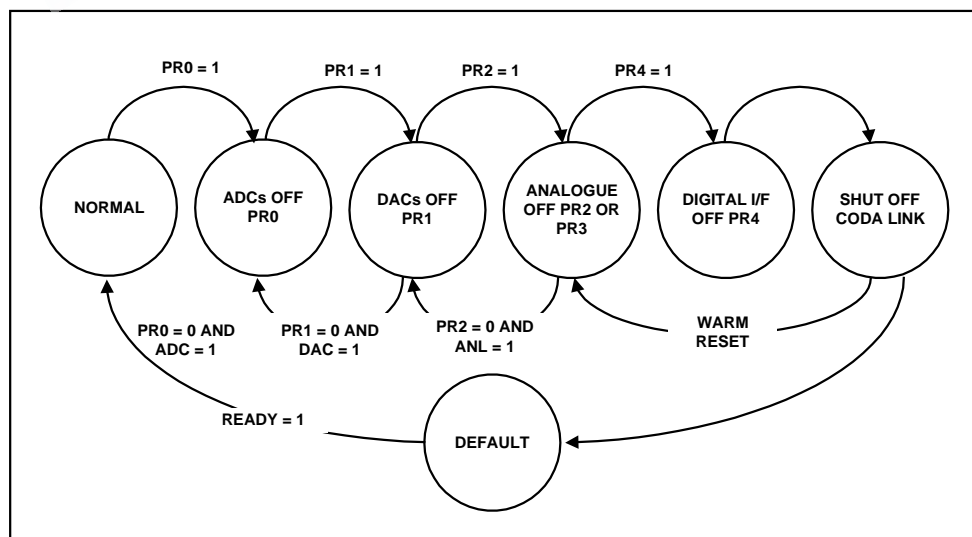 PR0 = 1
PR1 = 1
PR2 = 1
PR4 = 1
NORMAL
ADCs OFF
PR0
DACs OFF
PR1
ANALOGUE
OFF PR2 OR
PR3
DIGITAL I/F
OFF PR4
SHUT OFF
CODA LINK
PR0 = 0 AND
ADC = 1
PR1 = 0 AND
DAC = 1
PR2 = 0 AND
ANL = 1
WARM
RESET
READY = 1
DEFAULT